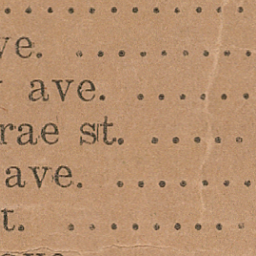 ve. . . . . . . . . .
ave. . . . . . . .
rae st. . . . . .
ave. . . . . . . .
t. . . . . . . . . .